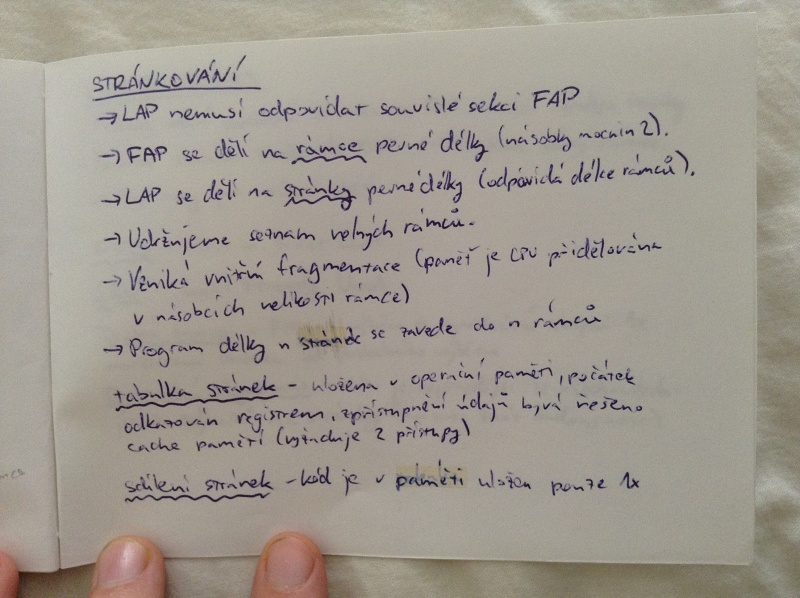 STRÁNKOVÁNÍ
→ LAP nemusí odpovídat souvislé sekci FAP
→ FAP se dělí na rámce pevné délky (násobky mocnin 2).
→ LAP se dělí na stránky pevné délky (odpovídá délce rámců).
→ Udržujeme seznam volných rámců.
→ Vzniká vnitřní fragmentace (paměť je CPU přidělována
v násobcích velikosti rámce)
→ Program délky n stránek se zavede do n rámců
tabulka stránek - uložena v operační paměti, počátek
odkazován registrem, zpřístupnění údajů bývá řešeno
cache pamětí (vyžaduje 2 přístupy)
sdílení stránek - kód je v paměti uložen pouze 1x